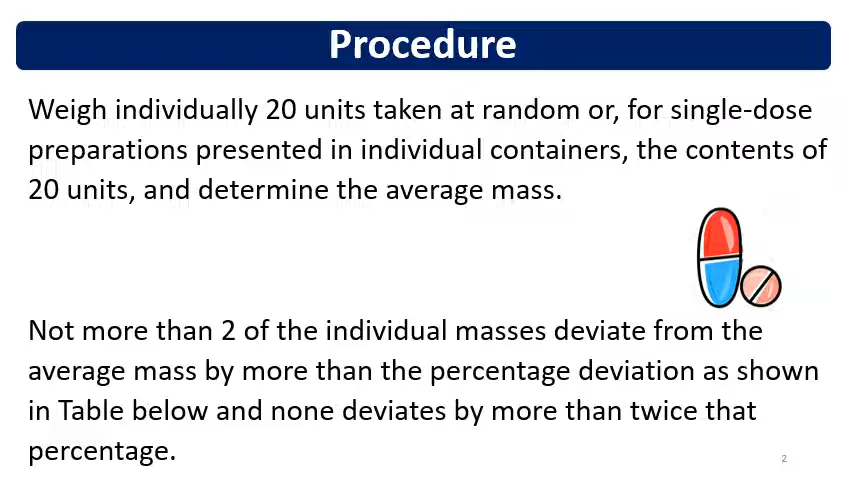 Procedure
Weigh individually 20 units taken at random or, for single-dose
preparations presented in individual containers, the contents of
20 units, and determine the average mass.
Not more than 2 of the individual masses deviate from the
average mass by more than the percentage deviation as shown
in Table below and none deviates by more than twice that
percentage.
2